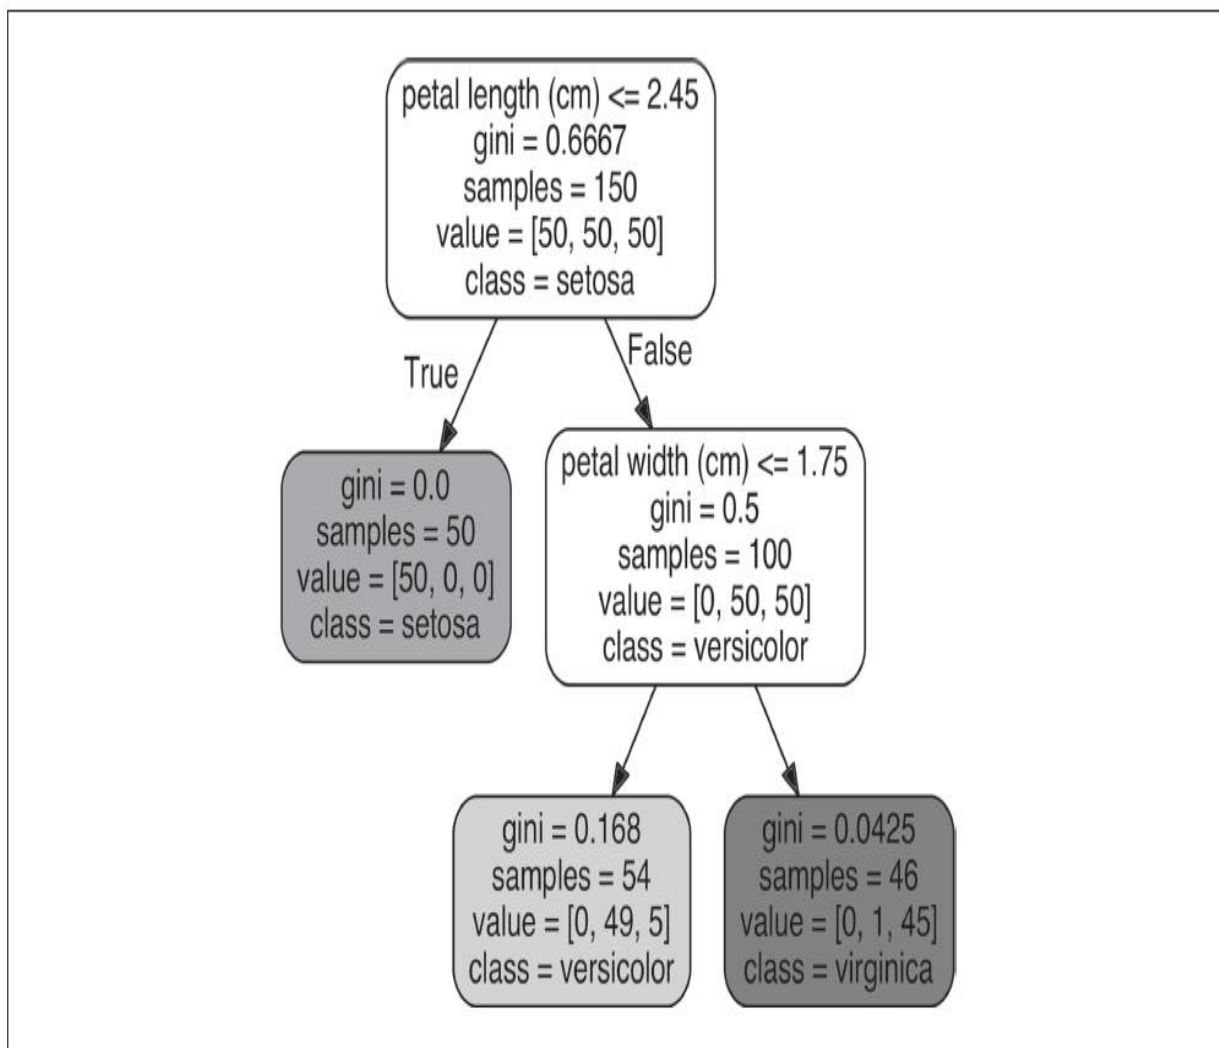 petal length (cm) <= 2.45
gini = 0.6667
samples = 150
value = [50, 50, 50]
class = setosa
True
False
gini = 0.0
samples = 50
value = [50, 0, 0]
class = setosa
petal width (cm) <= 1.75
gini = 0.5
samples = 100
value = [0, 50, 50]
class = versicolor
gini = 0.168
samples = 54
value = [0, 49, 5]
class = versicolor
gini = 0.0425
samples = 46
value = [0, 1, 45]
class = virginica